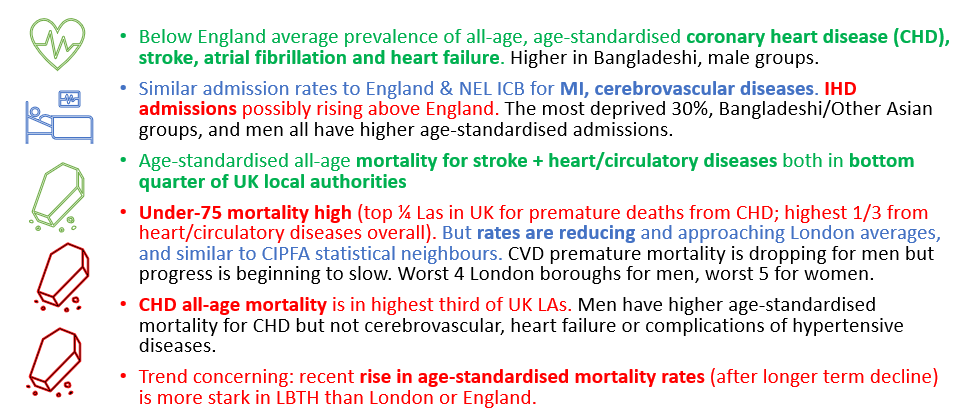 • Below England average prevalence of all-age, age-standardised coronary heart disease (CHD),
stroke, atrial fibrillation and heart failure. Higher in Bangladeshi, male groups.
• Similar admission rates to England & NEL ICB for MI, cerebrovascular diseases. IHD
admissions possibly rising above England. The most deprived 30%, Bangladeshi/Other Asian
groups, and men all have higher age-standardised admissions.
• Age-standardised all-age mortality for stroke + heart/circulatory diseases both in bottom
quarter of UK local authorities
• Under-75 mortality high (top ¼ Las in UK for premature deaths from CHD; highest 1/3 from
heart/circulatory diseases overall). But rates are reducing and approaching London averages,
and similar to CIPFA statistical neighbours. CVD premature mortality is dropping for men but
progress is beginning to slow. Worst 4 London boroughs for men, worst 5 for women.
• CHD all-age mortality is in highest third of UK LAs. Men have higher age-standardised
mortality for CHD but not cerebrovascular, heart failure or complications of hypertensive
diseases.
• Trend concerning: recent rise in age-standardised mortality rates (after longer term decline)
is more stark in LBTH than London or England.